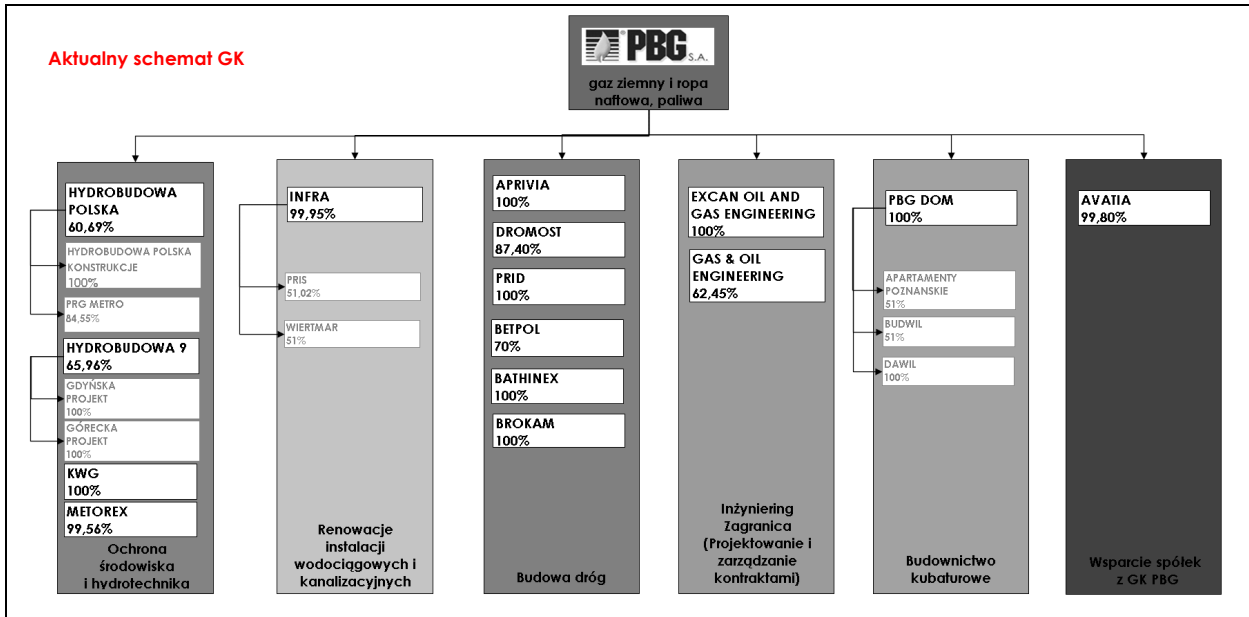 Aktualny schemat GK
PBG S.A.
gaz ziemny i ropa
naftowa, paliwa
HYDROBUDOWA
POLSKA
60,69%
HYDROBUDOWA POLSKA
KONSTRUKCJE
100%
PRG METRO
84,55%
HYDROBUDOWA 9
65,96%
GDYŃSKA
PROJEKT
100%
GÓRECKA
PROJEKT
100%
KWG
100%
METOREX
99,56%
Ochrona
środowiska
i hydrotechnika
INFRA
99,95%
PRIS
51,02%
WIERTMAR
51%
Renowacje
instalacji
wodociągowych i
kanalizacyjnych
APRIVIA
100%
DROMOST
87,40%
PRID
100%
BETPOL
70%
BATHINEX
100%
BROKAM
100%
Budowa dróg
EXCAN OIL AND
GAS ENGINEERING
100%
GAS & OIL
ENGINEERING
62,45%
Inżyniering
Zagranica
(Projektowanie i
zarządzanie
kontraktami)
PBG DOM
100%
APARTAMENTY
POZNANSKIE
51%
BUDWIL
51%
DAWIL
100%
Budownictwo
kubaturowe
AVATIA
99,80%
Wsparcie spółek
z GK PBG